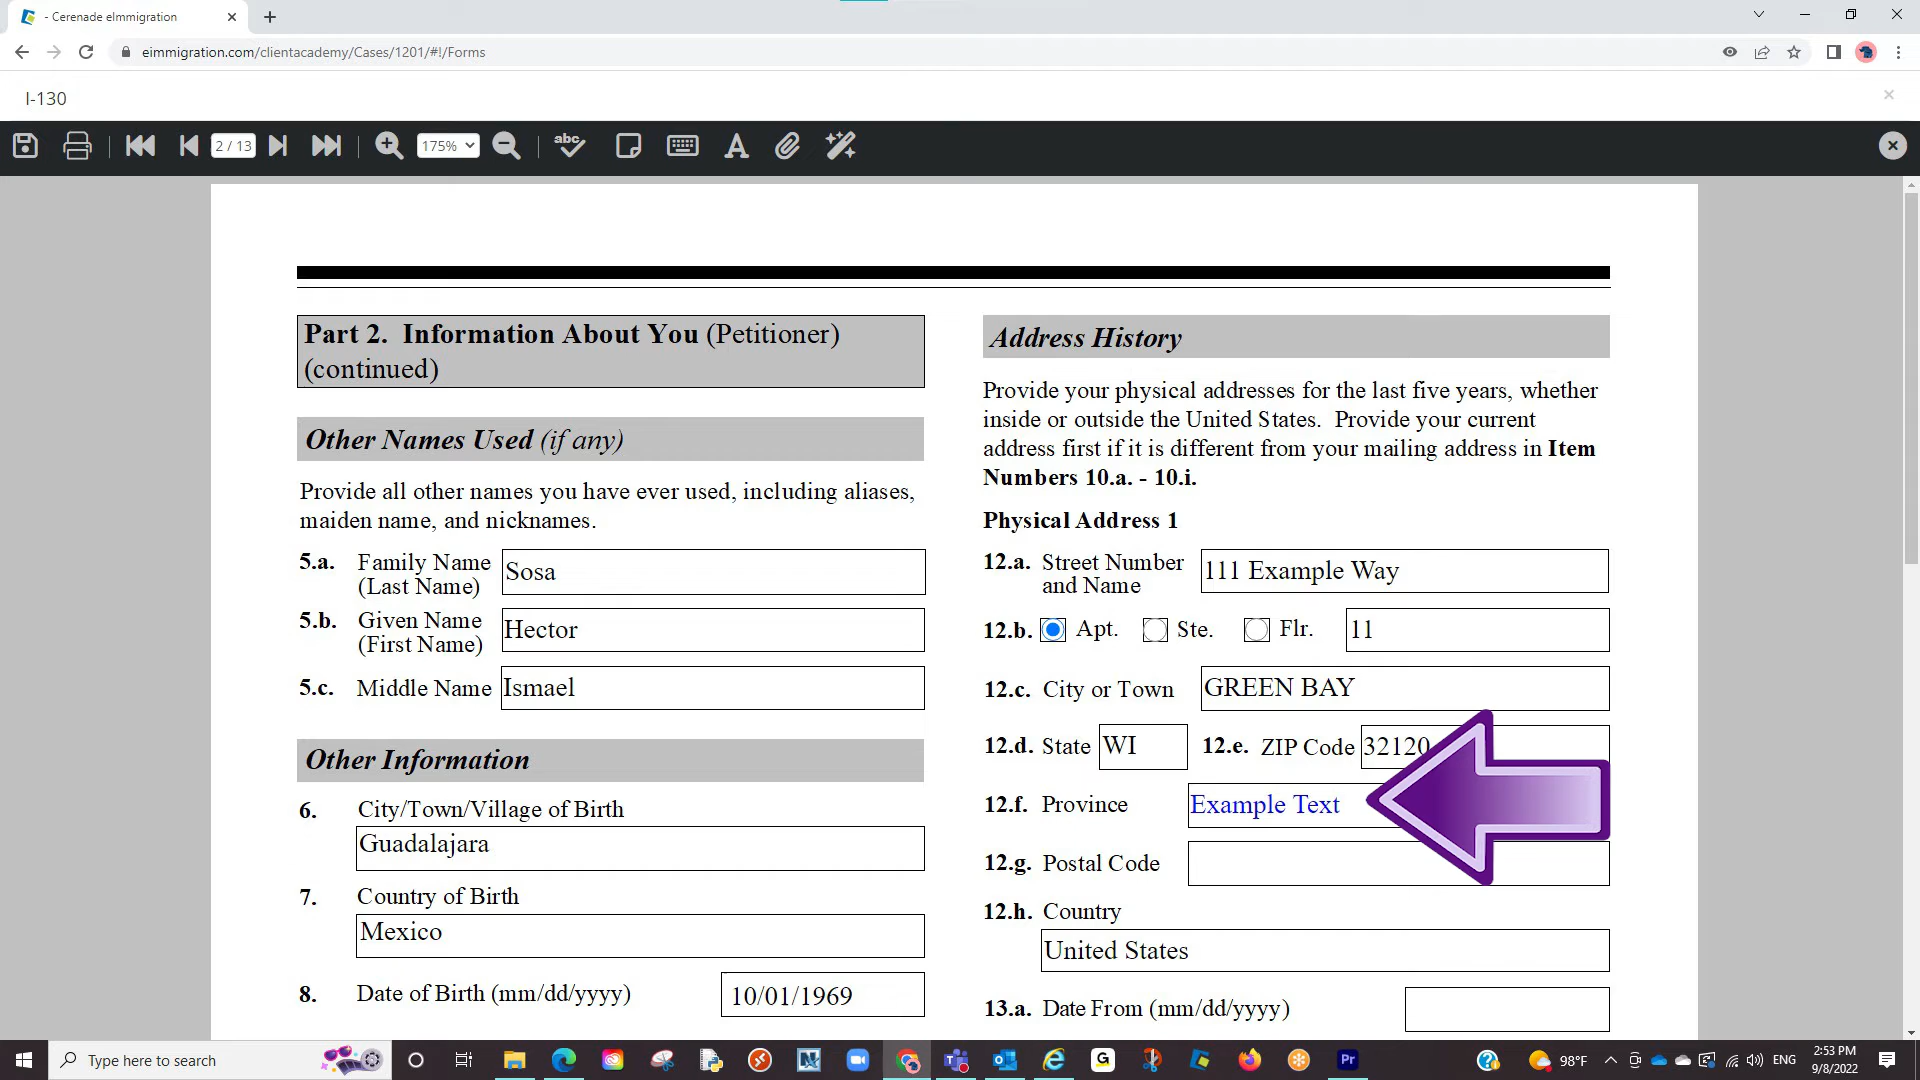 - Cerenade eImmigration
eimmigration.com/clientacademy/Cases/1201/#!/Forms
I-130
2 / 13
175%
abc
Part 2. Information About You (Petitioner)
(continued)
Other Names Used (if any)
Provide all other names you have ever used, including aliases,
maiden name, and nicknames.
5.a. Family Name
(Last Name)
Sosa
5.b. Given Name
(First Name)
Hector
5.c. Middle Name Ismael
Other Information
6. City/Town/Village of Birth
Guadalajara
7. Country of Birth
Mexico
8. Date of Birth (mm/dd/yyyy) 10/01/1969
Address History
Provide your physical addresses for the last five years, whether
inside or outside the United States. Provide your current
address first if it is different from your mailing address in Item
Numbers 10.a. - 10.i.
Physical Address 1
12.a. Street Number
and Name
111 Example Way
12.b. Apt. Ste. Flr. 11
12.c. City or Town GREEN BAY
12.d. State WI 12.e. ZIP Code 32120
12.f. Province Example Text
12.g. Postal Code
12.h. Country
United States
13.a. Date From (mm/dd/yyyy)
Type here to search
98°F
ENG
2:53 PM
9/8/2022